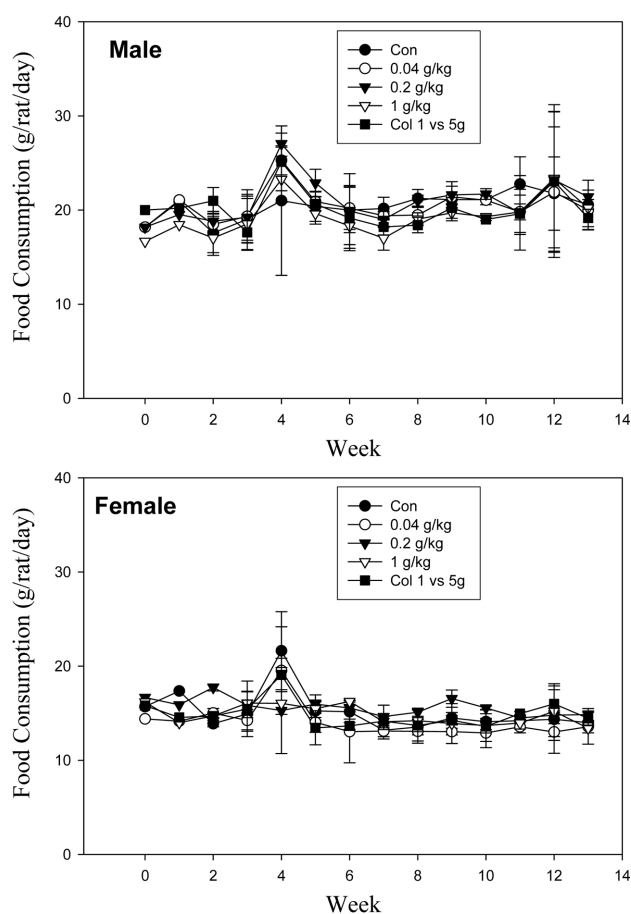 40
Male
Con
0.04 g/kg
0.2 g/kg
1 g/kg
Col 1 vs 5g
30
20
10
0
Food Consumption (g/rat/day)
0 2 4 6 8 10 12 14
Week
40
Female
Con
0.04 g/kg
0.2 g/kg
1 g/kg
Col 1 vs 5g
30
20
10
0
Food Consumption (g/rat/day)
0 2 4 6 8 10 12 14
Week